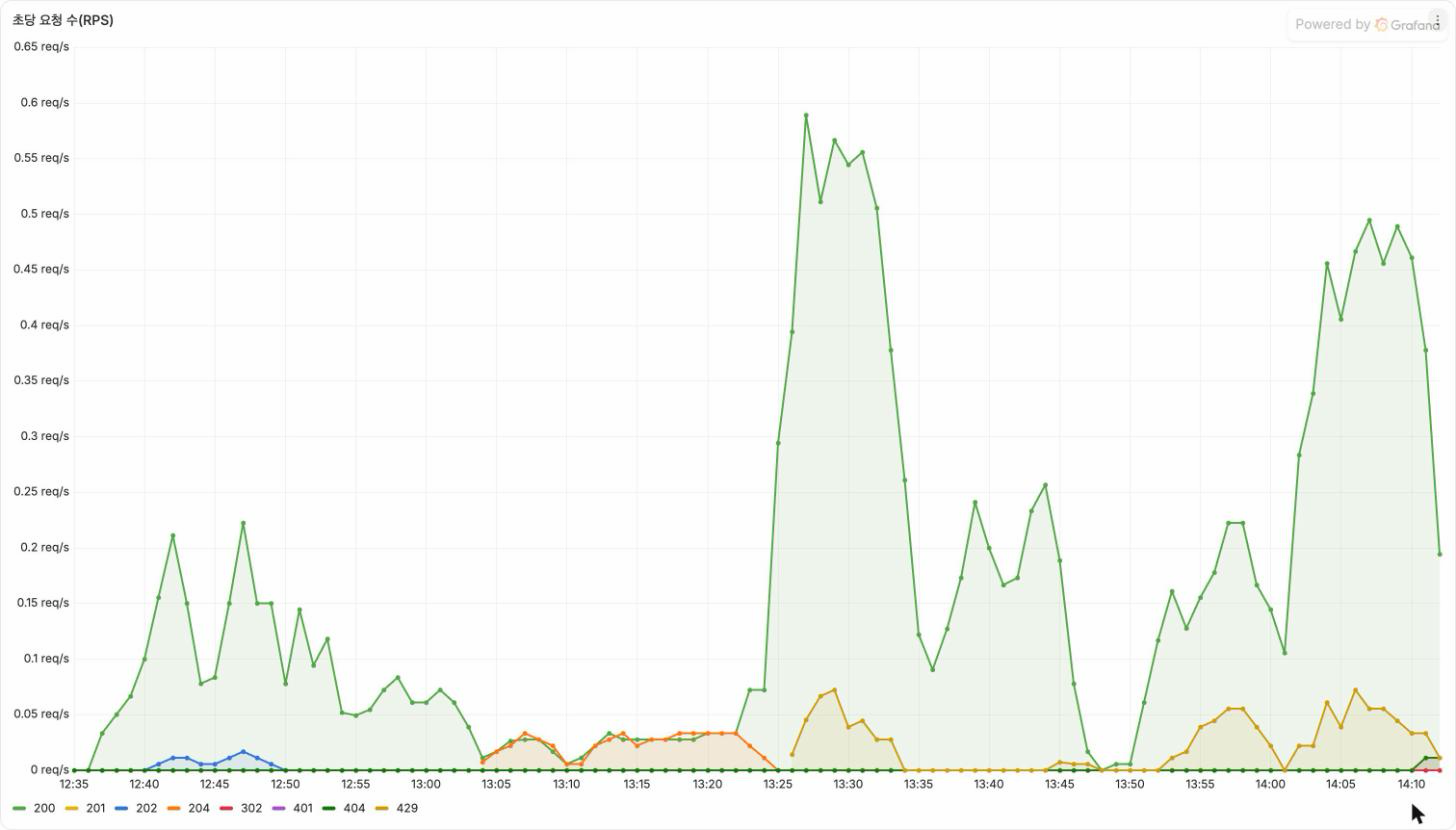 초당 요청 수(RPS)
Powered by Grafana
0.65 req/s
0.6 req/s
0.55 req/s
0.5 req/s
0.45 req/s
0.4 req/s
0.35 req/s
0.3 req/s
0.25 req/s
0.2 req/s
0.15 req/s
0.1 req/s
0.05 req/s
0 req/s
12:35 12:40 12:45 12:50 12:55 13:00 13:05 13:10 13:15 13:20 13:25 13:30 13:35 13:40 13:45 13:50 13:55 14:00 14:05 14:10
200 201 202 204 302 401 404 429